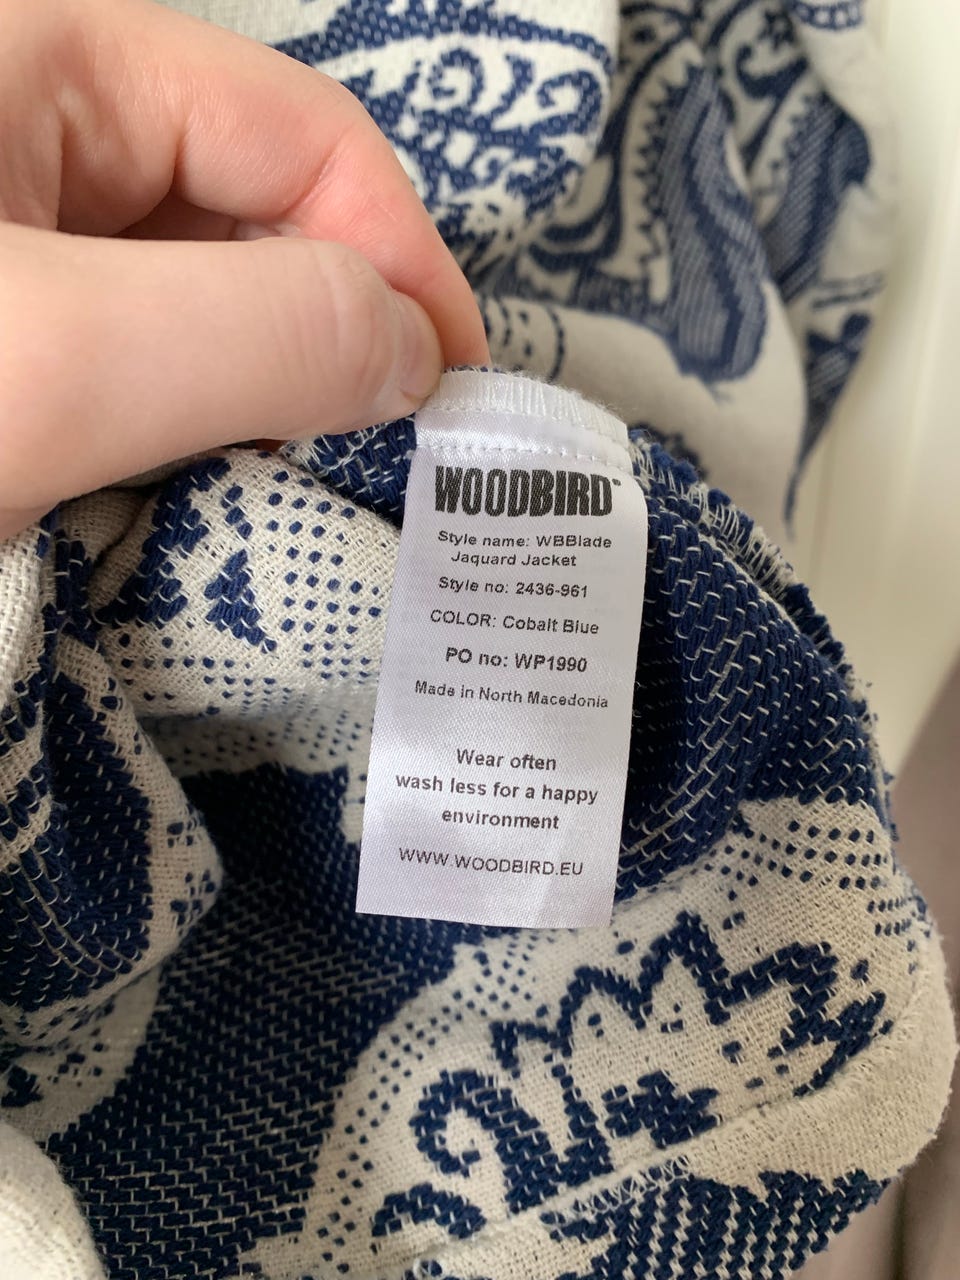 WOODBIRD
Style name: WBBlade
Jaquard Jacket
Style no: 2436-961
COLOR: Cobalt Blue
PO no: WP1990
Made in North Macedonia
Wear often
wash less for a happy
environment
WWW.WOODBIRD.EU